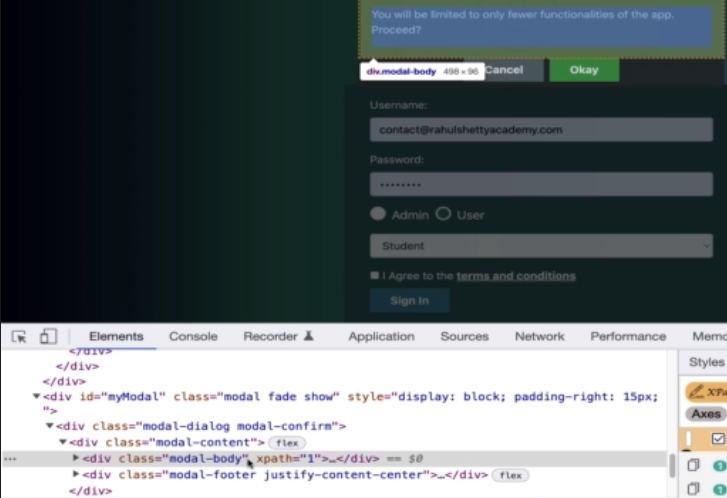 You will be limited to only fewer functionalities of the app.
Proceed?
div.modal-body 498 × 96
Cancel Okay
Username:
contact@rahulshettyacademy.com
Password:
••••••••
Admin User
Student
I Agree to the terms and conditions
Sign In
Elements Console Recorder Application Sources Network Performance Memo
</div>
</div>
</div>
▼<div id="myModal" class="modal fade show" style="display: block; padding-right: 15px;
">
▼<div class="modal-dialog modal-confirm">
▼<div class="modal-content"> flex
… ▶<div class="modal-body" xpath="1">…</div> == $0
▶<div class="modal-footer justify-content-center">…</div> flex
</div>
Styles
XPa
Axes
1
1